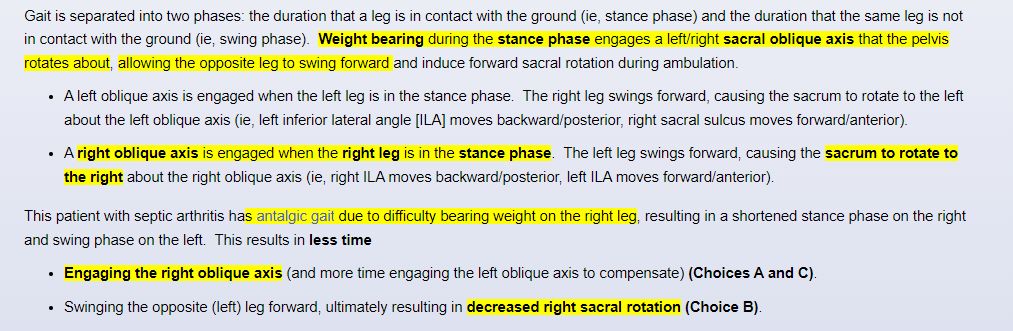 Gait is separated into two phases: the duration that a leg is in contact with the ground (ie, stance phase) and the duration that the same leg is not
in contact with the ground (ie, swing phase).  Weight bearing during the stance phase engages a left/right sacral oblique axis that the pelvis
rotates about, allowing the opposite leg to swing forward and induce forward sacral rotation during ambulation.
• A left oblique axis is engaged when the left leg is in the stance phase.  The right leg swings forward, causing the sacrum to rotate to the left
about the left oblique axis (ie, left inferior lateral angle [ILA] moves backward/posterior, right sacral sulcus moves forward/anterior).
• A right oblique axis is engaged when the right leg is in the stance phase.  The left leg swings forward, causing the sacrum to rotate to
the right about the right oblique axis (ie, right ILA moves backward/posterior, left ILA moves forward/anterior).
This patient with septic arthritis has antalgic gait due to difficulty bearing weight on the right leg, resulting in a shortened stance phase on the right
and swing phase on the left.  This results in less time
• Engaging the right oblique axis (and more time engaging the left oblique axis to compensate) (Choices A and C).
• Swinging the opposite (left) leg forward, ultimately resulting in decreased right sacral rotation (Choice B).